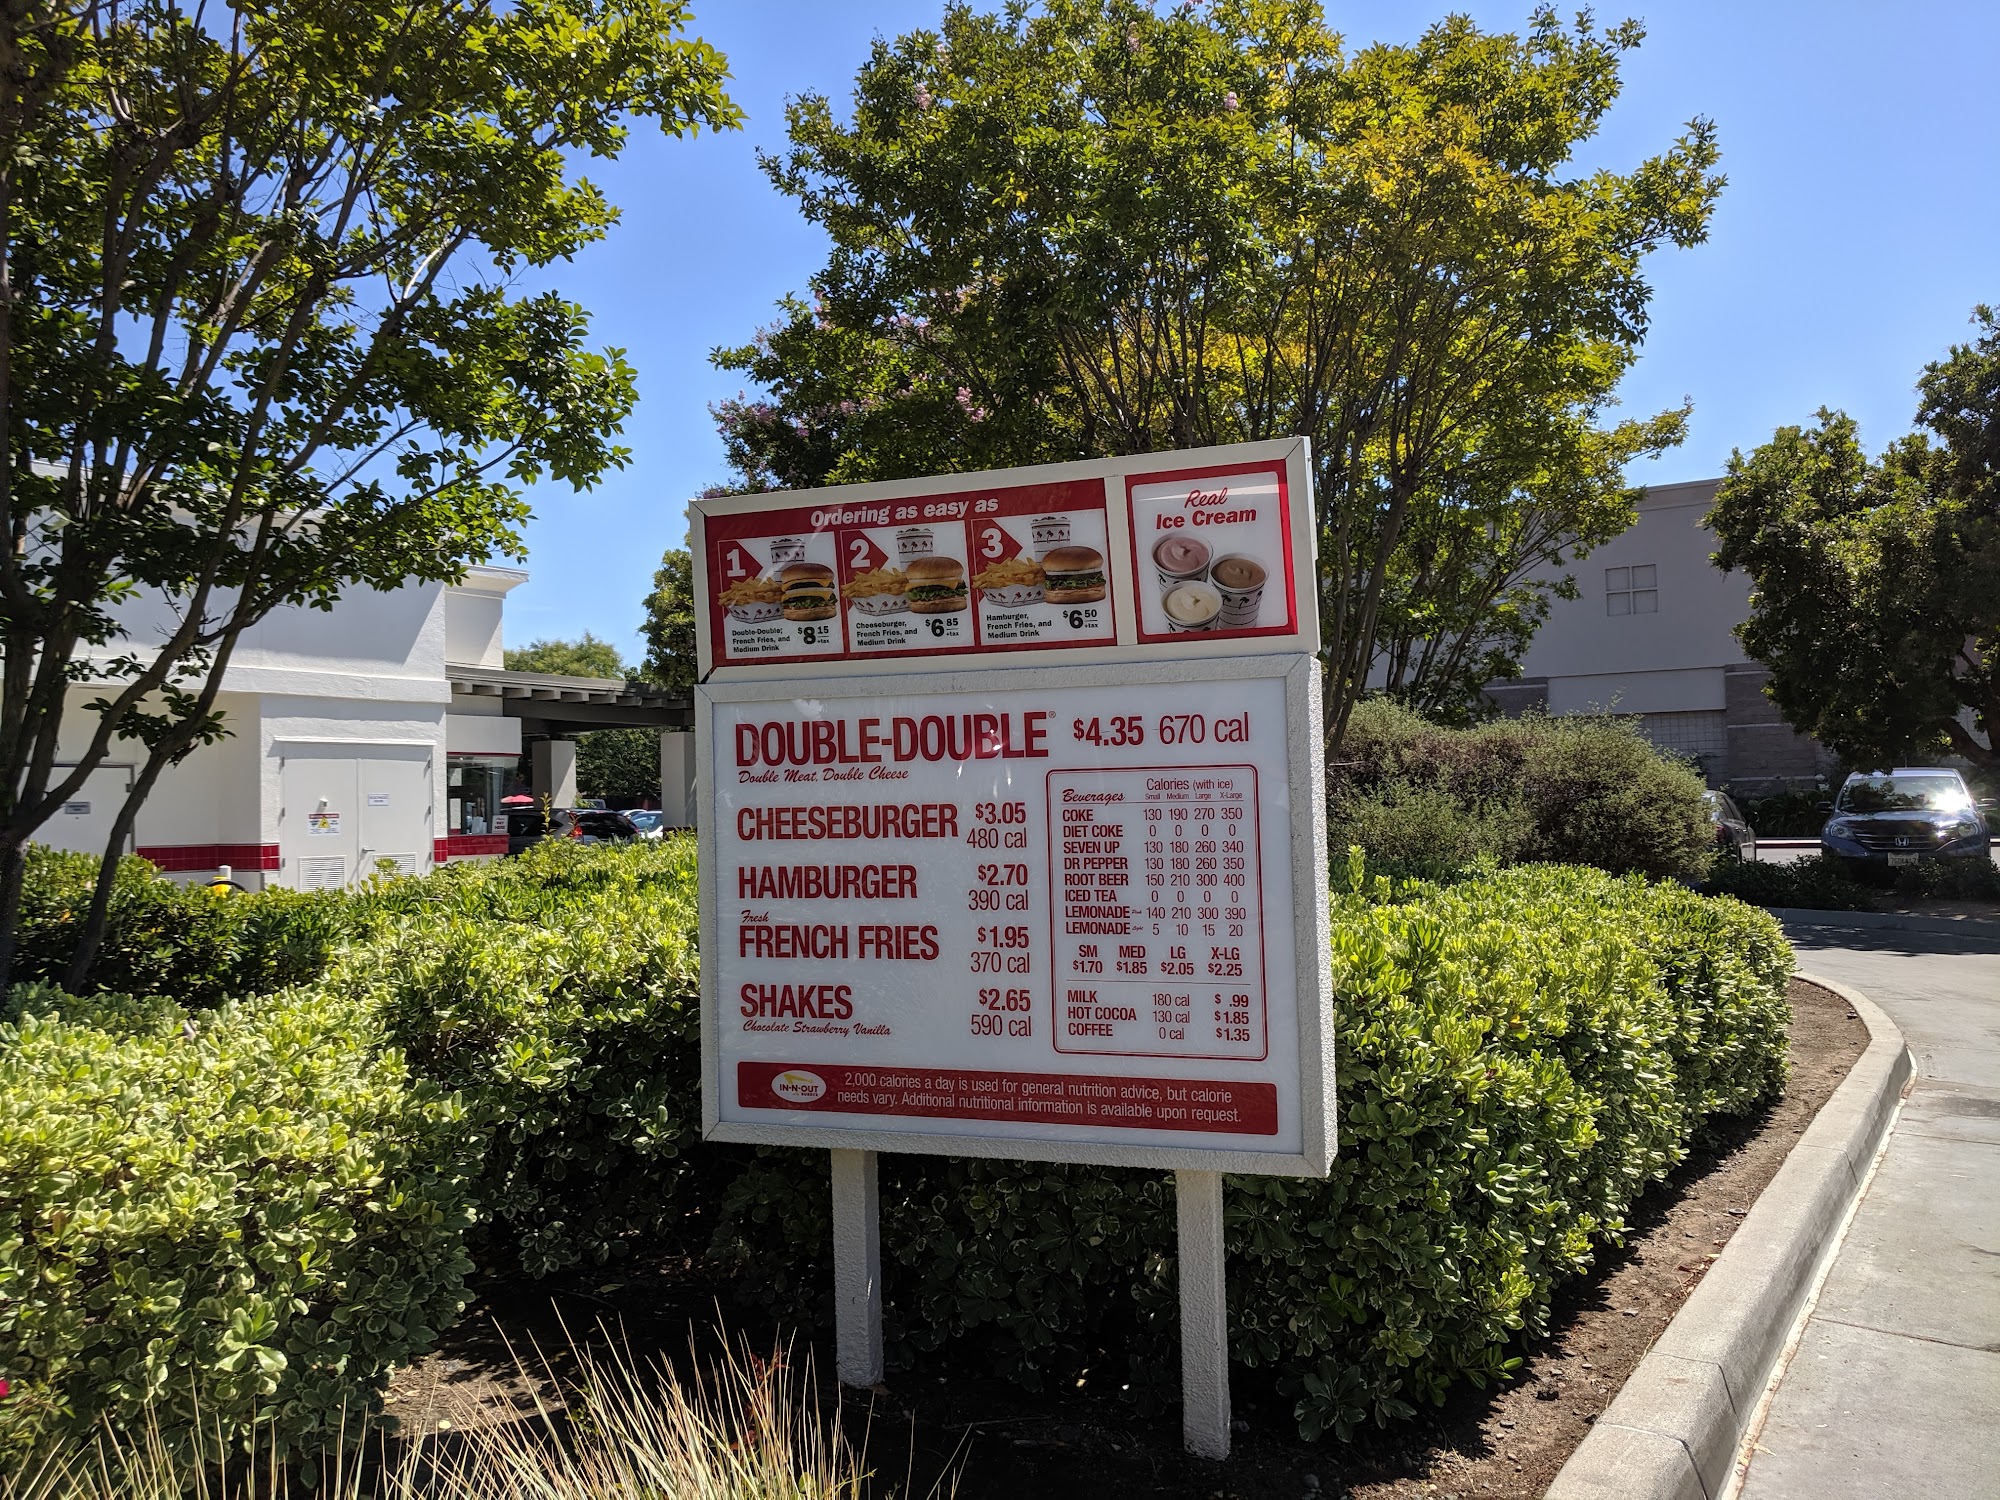 Ordering as easy as
1
Double-Double,
French Fries, and
Medium Drink
$8 15
+tax
2
Cheeseburger,
French Fries, and
Medium Drink
$6 85
+tax
3
Hamburger,
French Fries, and
Medium Drink
$6 50
+tax
Real
Ice Cream
DOUBLE-DOUBLE® $4.35 670 cal
Double Meat, Double Cheese
CHEESEBURGER $3.05
480 cal
HAMBURGER $2.70
390 cal
Fresh
FRENCH FRIES $1.95
370 cal
SHAKES $2.65
Chocolate Strawberry Vanilla 590 cal
Calories (with ice)
Beverages Small Medium Large X-Large
COKE 130 190 270 350
DIET COKE 0 0 0 0
SEVEN UP 130 180 260 340
DR PEPPER 130 180 260 350
ROOT BEER 150 210 300 400
ICED TEA 0 0 0 0
LEMONADE Pink 140 210 300 390
LEMONADE Light 5 10 15 20
SM MED LG X-LG
$1.70 $1.85 $2.05 $2.25
MILK 180 cal $ .99
HOT COCOA 130 cal $1.85
COFFEE 0 cal $1.35
IN-N-OUT
BURGER
2,000 calories a day is used for general nutrition advice, but calorie
needs vary. Additional nutritional information is available upon request.